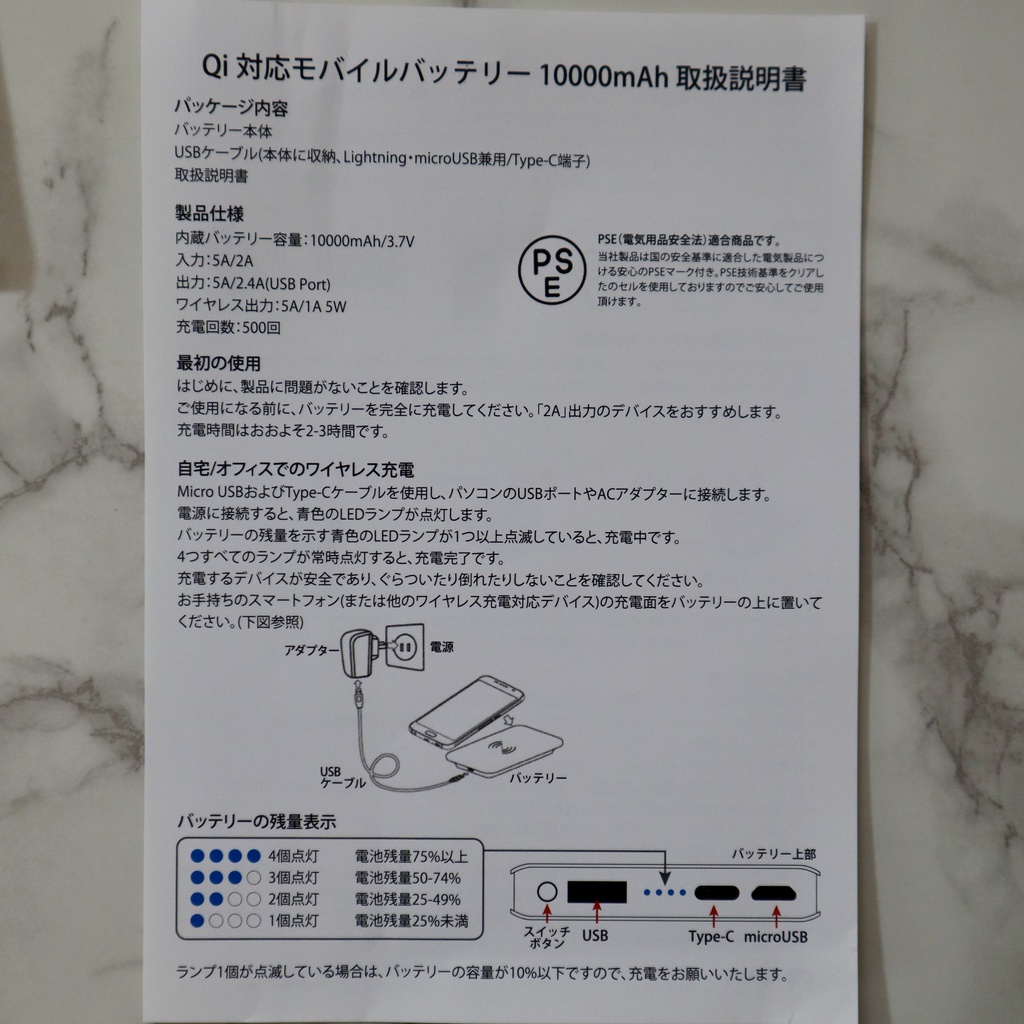 Qi 対応モバイルバッテリー 10000mAh 取扱説明書
パッケージ内容
バッテリー本体
USBケーブル(本体に収納、Lightning・microUSB兼用/Type-C端子)
取扱説明書
製品仕様
内蔵バッテリー容量：10000mAh/3.7V
入力：5A/2A
出力：5A/2.4A(USB Port)
ワイヤレス出力：5A/1A 5W
充電回数：500回
PSE
PSE（電気用品安全法）適合商品です。
当社製品は国の安全基準に適合した電気製品につ
ける安心のPSEマーク付き。PSE技術基準をクリアし
たのセルを使用しておりますのでご安心してご使用
頂けます。
最初の使用
はじめに、製品に問題がないことを確認します。
ご使用になる前に、バッテリーを完全に充電してください。「2A」出力のデバイスをおすすめします。
充電時間はおおよそ2-3時間です。
自宅/オフィスでのワイヤレス充電
Micro USBおよびType-Cケーブルを使用し、パソコンのUSBポートやACアダプターに接続します。
電源に接続すると、青色のLEDランプが点灯します。
バッテリーの残量を示す青色のLEDランプが1つ以上点滅していると、充電中です。
4つすべてのランプが常時点灯すると、充電完了です。
充電するデバイスが安全であり、ぐらついたり倒れたりしないことを確認してください。
お手持ちのスマートフォン(または他のワイヤレス充電対応デバイス)の充電面をバッテリーの上に置いて
ください。(下図参照)
アダプター
電源
USB
ケーブル
バッテリー
バッテリーの残量表示
4個点灯 電池残量75%以上
3個点灯 電池残量50-74%
2個点灯 電池残量25-49%
1個点灯 電池残量25%未満
バッテリー上部
スイッチ
ボタン
USB
Type-C
microUSB
ランプ1個が点滅している場合は、バッテリーの容量が10%以下ですので、充電をお願いいたします。